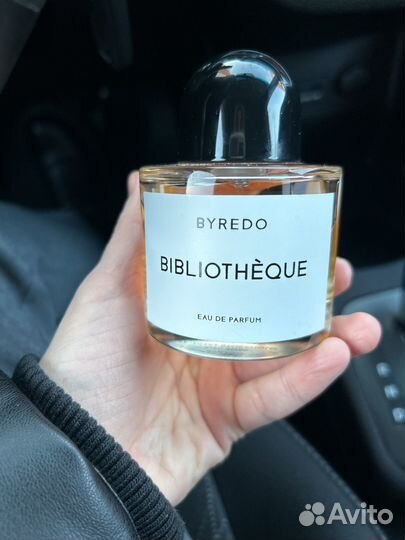 BYREDO
BIBLIOTHÈQUE
EAU DE PARFUM
Avito